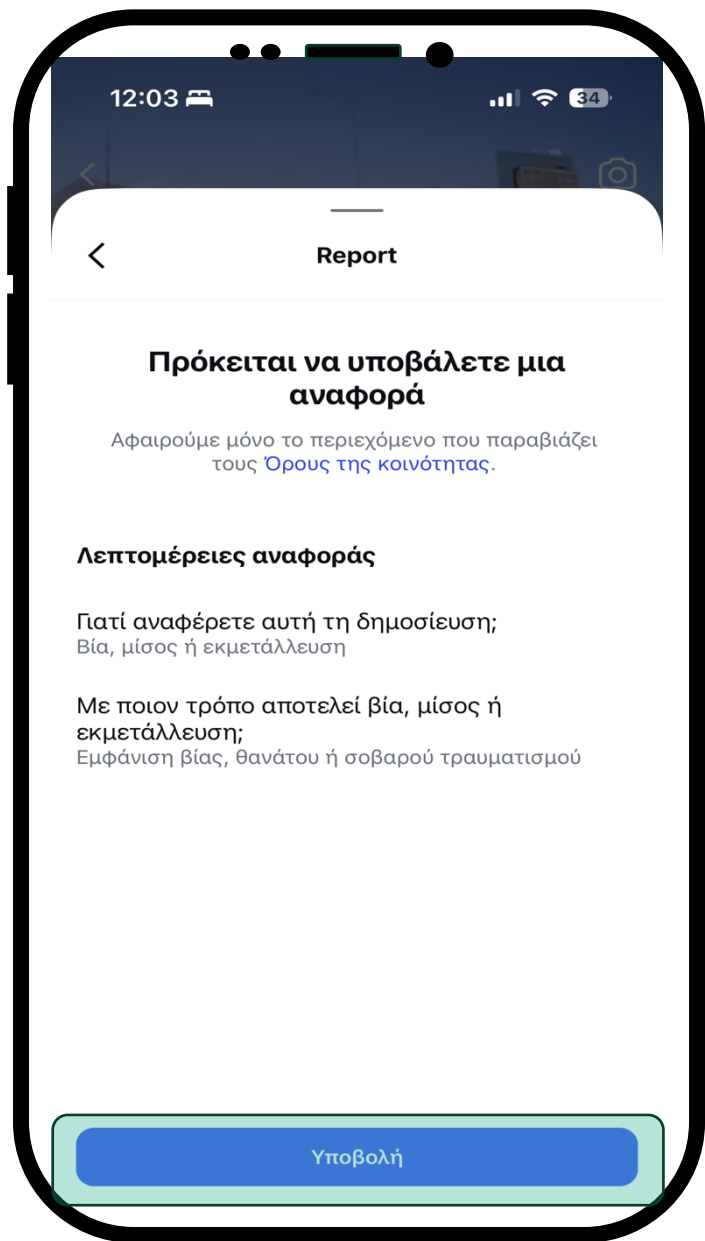 12:03
34
Report
Πρόκειται να υποβάλετε μια
αναφορά
Αφαιρούμε μόνο το περιεχόμενο που παραβιάζει
τους Όρους της κοινότητας.
Λεπτομέρειες αναφοράς
Γιατί αναφέρετε αυτή τη δημοσίευση;
Βία, μίσος ή εκμετάλλευση
Με ποιον τρόπο αποτελεί βία, μίσος ή
εκμετάλλευση;
Εμφάνιση βίας, θανάτου ή σοβαρού τραυματισμού
Υποβολή